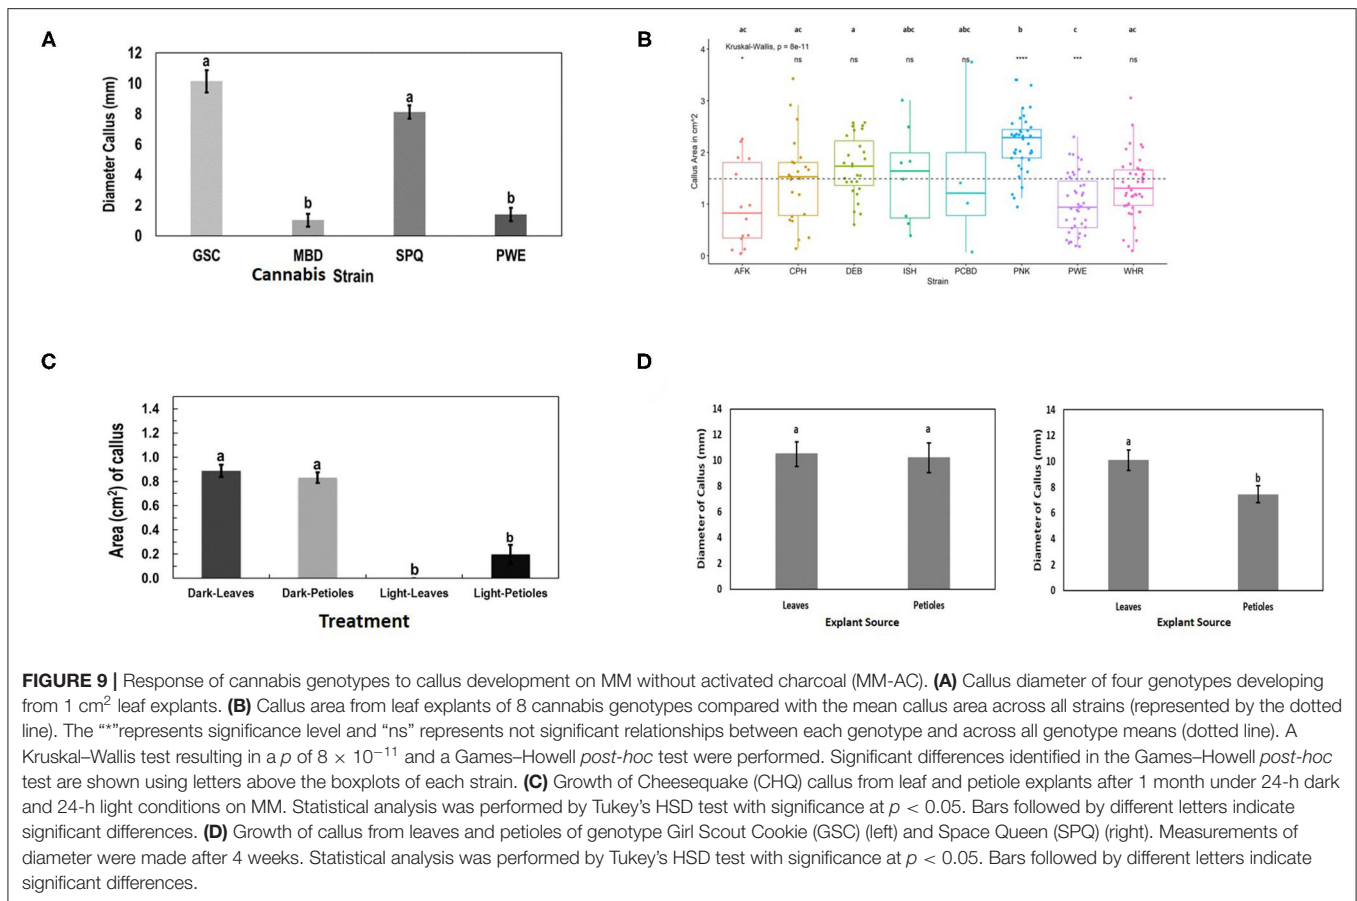 A
Diameter Callus (mm)
12
10
8
6
4
2
0
a
b
a
b
GSC MBD SPQ PWE
Cannabis Strain
B
ac ac a abc abc b c ac
Kruskal-Wallis, p = 8e-11
* ns ns ns ns **** *** ns
Callus Area in cm^2
4
3
2
1
0
AFK CPH DEB ISH PCBD PNK PWE WHR
Strain
C
Area (cm2) of callus
1.4
1.2
1.0
0.8
0.6
0.4
0.2
0.0
a
a
b
b
Dark-Leaves Dark-Petioles Light-Leaves Light-Petioles
Treatment
D
Diameter of Callus (mm)
14
12
10
8
6
4
2
0
a
a
Leaves Petioles
Explant Source
Diameter of Callus (mm)
14
12
10
8
6
4
2
0
a
b
Leaves Petioles
Explant Source
FIGURE 9 | Response of cannabis genotypes to callus development on MM without activated charcoal (MM-AC). (A) Callus diameter of four genotypes developing
from 1 cm2 leaf explants. (B) Callus area from leaf explants of 8 cannabis genotypes compared with the mean callus area across all strains (represented by the dotted
line). The “*”represents significance level and “ns” represents not significant relationships between each genotype and across all genotype means (dotted line). A
Kruskal–Wallis test resulting in a p of 8 × 10−11 and a Games–Howell post-hoc test were performed. Significant differences identified in the Games–Howell post-hoc
test are shown using letters above the boxplots of each strain. (C) Growth of Cheesequake (CHQ) callus from leaf and petiole explants after 1 month under 24-h dark
and 24-h light conditions on MM. Statistical analysis was performed by Tukey’s HSD test with significance at p < 0.05. Bars followed by different letters indicate
significant differences. (D) Growth of callus from leaves and petioles of genotype Girl Scout Cookie (GSC) (left) and Space Queen (SPQ) (right). Measurements of
diameter were made after 4 weeks. Statistical analysis was performed by Tukey’s HSD test with significance at p < 0.05. Bars followed by different letters indicate
significant differences.